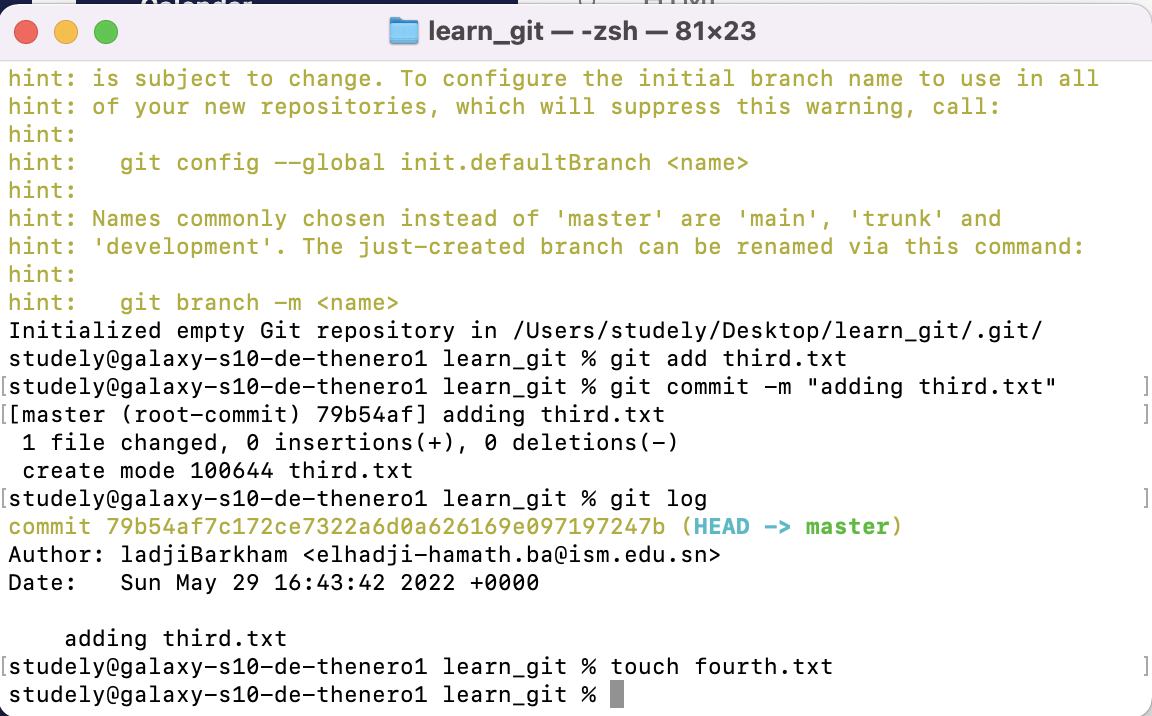 Calendar
learn_git — -zsh — 81×23
hint: is subject to change. To configure the initial branch name to use in all
hint: of your new repositories, which will suppress this warning, call:
hint:
hint:   git config --global init.defaultBranch <name>
hint:
hint: Names commonly chosen instead of 'master' are 'main', 'trunk' and
hint: 'development'. The just-created branch can be renamed via this command:
hint:
hint:   git branch -m <name>
Initialized empty Git repository in /Users/studely/Desktop/learn_git/.git/
studely@galaxy-s10-de-thenero1 learn_git % git add third.txt
[studely@galaxy-s10-de-thenero1 learn_git % git commit -m "adding third.txt" ]
[[master (root-commit) 79b54af] adding third.txt ]
 1 file changed, 0 insertions(+), 0 deletions(-)
 create mode 100644 third.txt
[studely@galaxy-s10-de-thenero1 learn_git % git log ]
commit 79b54af7c172ce7322a6d0a626169e097197247b (HEAD -> master)
Author: ladjiBarkham <elhadji-hamath.ba@ism.edu.sn>
Date:   Sun May 29 16:43:42 2022 +0000

    adding third.txt
[studely@galaxy-s10-de-thenero1 learn_git % touch fourth.txt ]
studely@galaxy-s10-de-thenero1 learn_git %